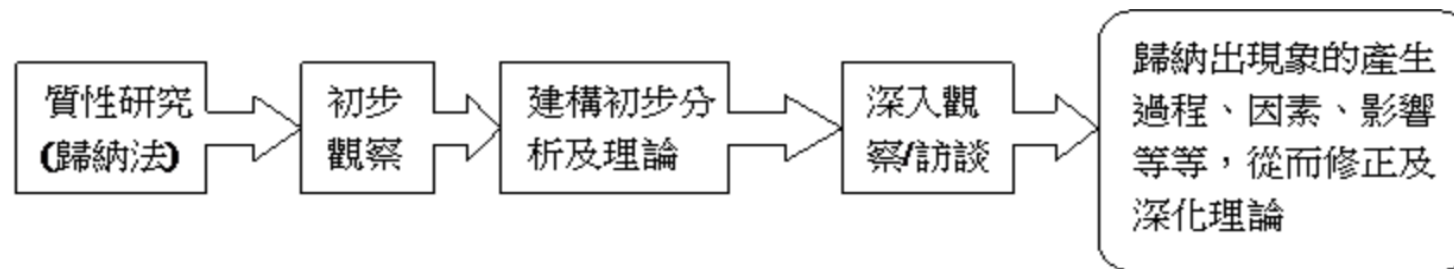 質性研究
(歸納法)
初步
觀察
建構初步分
析及理論
深入觀
察/訪談
歸納出現象的產生
過程、因素、影響
等等，從而修正及
深化理論